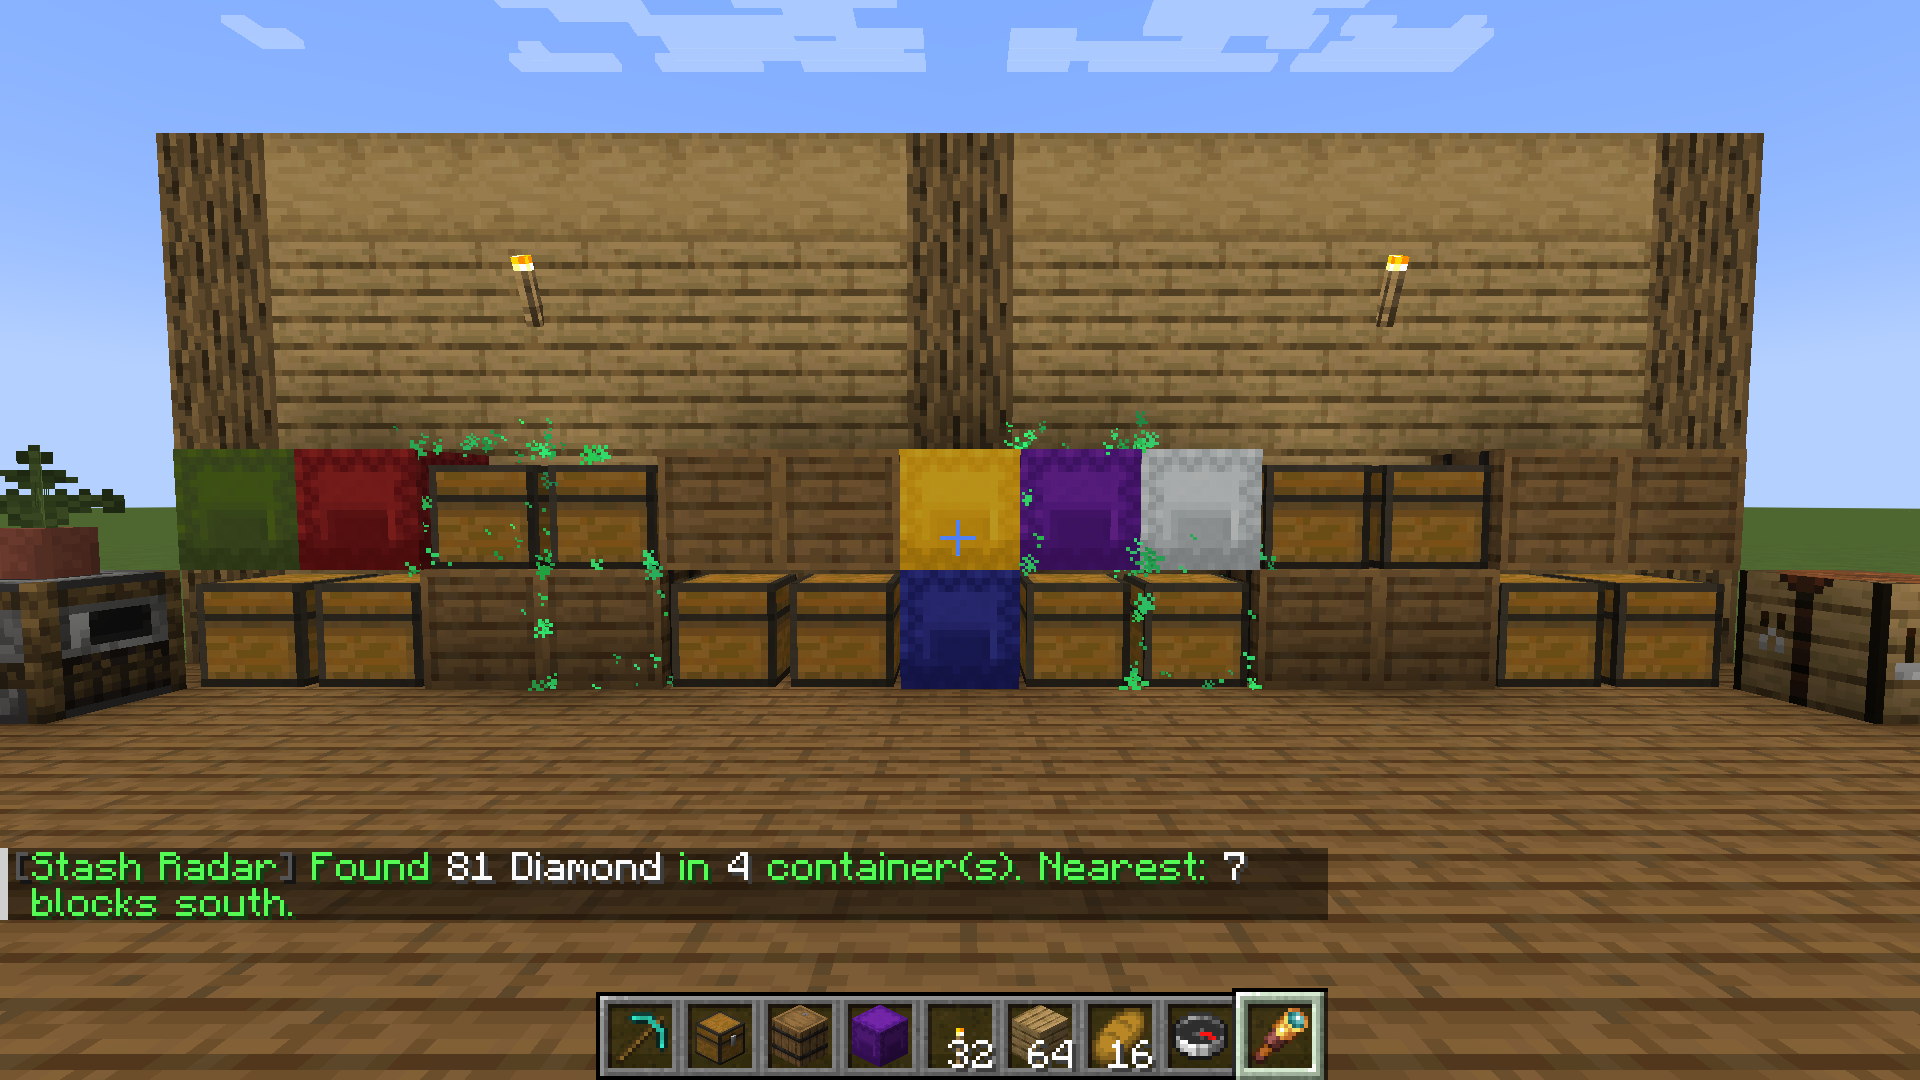 [Stash Radar] Found 81 Diamond in 4 container(s). Nearest: 7
blocks south.
32 64 16